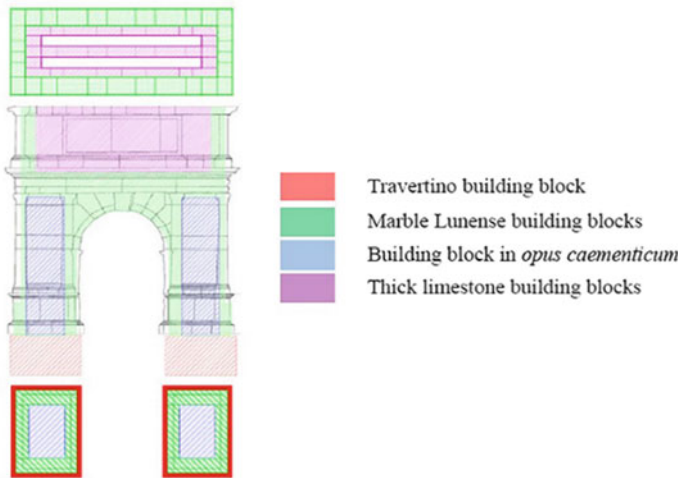 Travertino building block
Marble Lunense building blocks
Building block in opus caementicum
Thick limestone building blocks